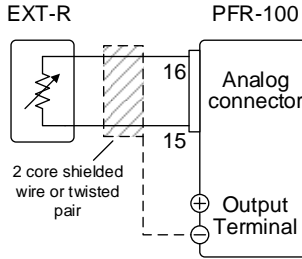 EXT-R
PFR-100
16
Analog
connector
15
2 core shielded
wire or twisted
pair
Output
Terminal